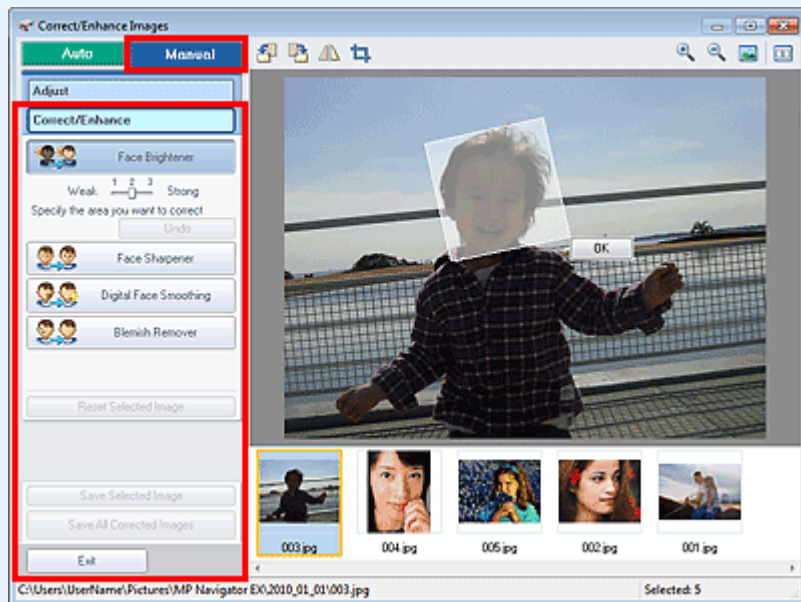 Correct/Enhance Images
Auto Manual
Adjust
Correct/Enhance
Face Brightener
1 2 3
Weak Strong
Specify the area you want to correct
Undo
Face Sharpener
Digital Face Smoothing
Blemish Remover
Reset Selected Image
Save Selected Image
Save All Corrected Images
Exit
OK
003.jpg 004.jpg 005.jpg 002.jpg 001.jpg
C:\Users\UserName\Pictures\MP Navigator EX\2010_01_01\003.jpg Selected: 5